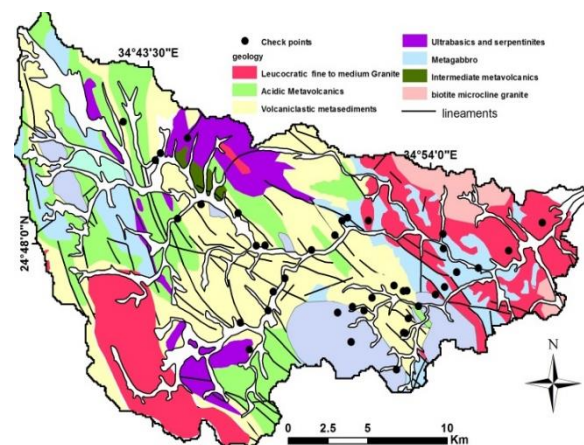 34°43'30"E
Check points
geology
Leucocratic fine to medium Granite
Acidic Metavolcanics
Volcaniclastic metasediments
Ultrabasics and serpentinites
Metagabbro
Intermediate metavolcanics
biotite microcline granite
lineaments
34°54'0"E
24°48'0"N
N
0 2.5 5 10
Km